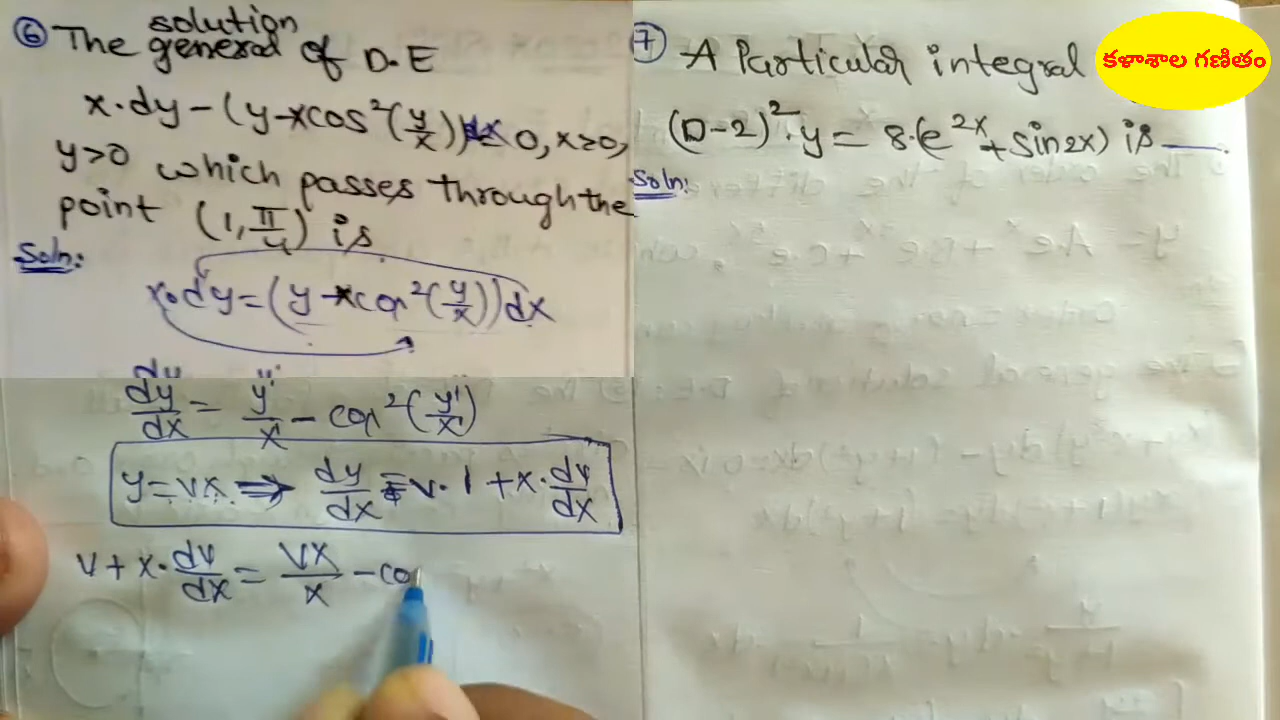 ⑥ The general solution of D.E
x.dy-(y-xcos²(y/x))dx=0, x>0,
y>0 which passes through the
point (1, π/4) is
Soln:
x.dy=(y-xcos²(y/x))dx
dy/dx = y/x - cos²(y/x)
y=vx ⇒ dy/dx = v.1+x.dv/dx
v+x.dv/dx = vx/x - co
⑦ A Particular integral
(D-2)².y = 8.(e^2x + sin2x) is ___.
Soln:
కళాశాల గణితం